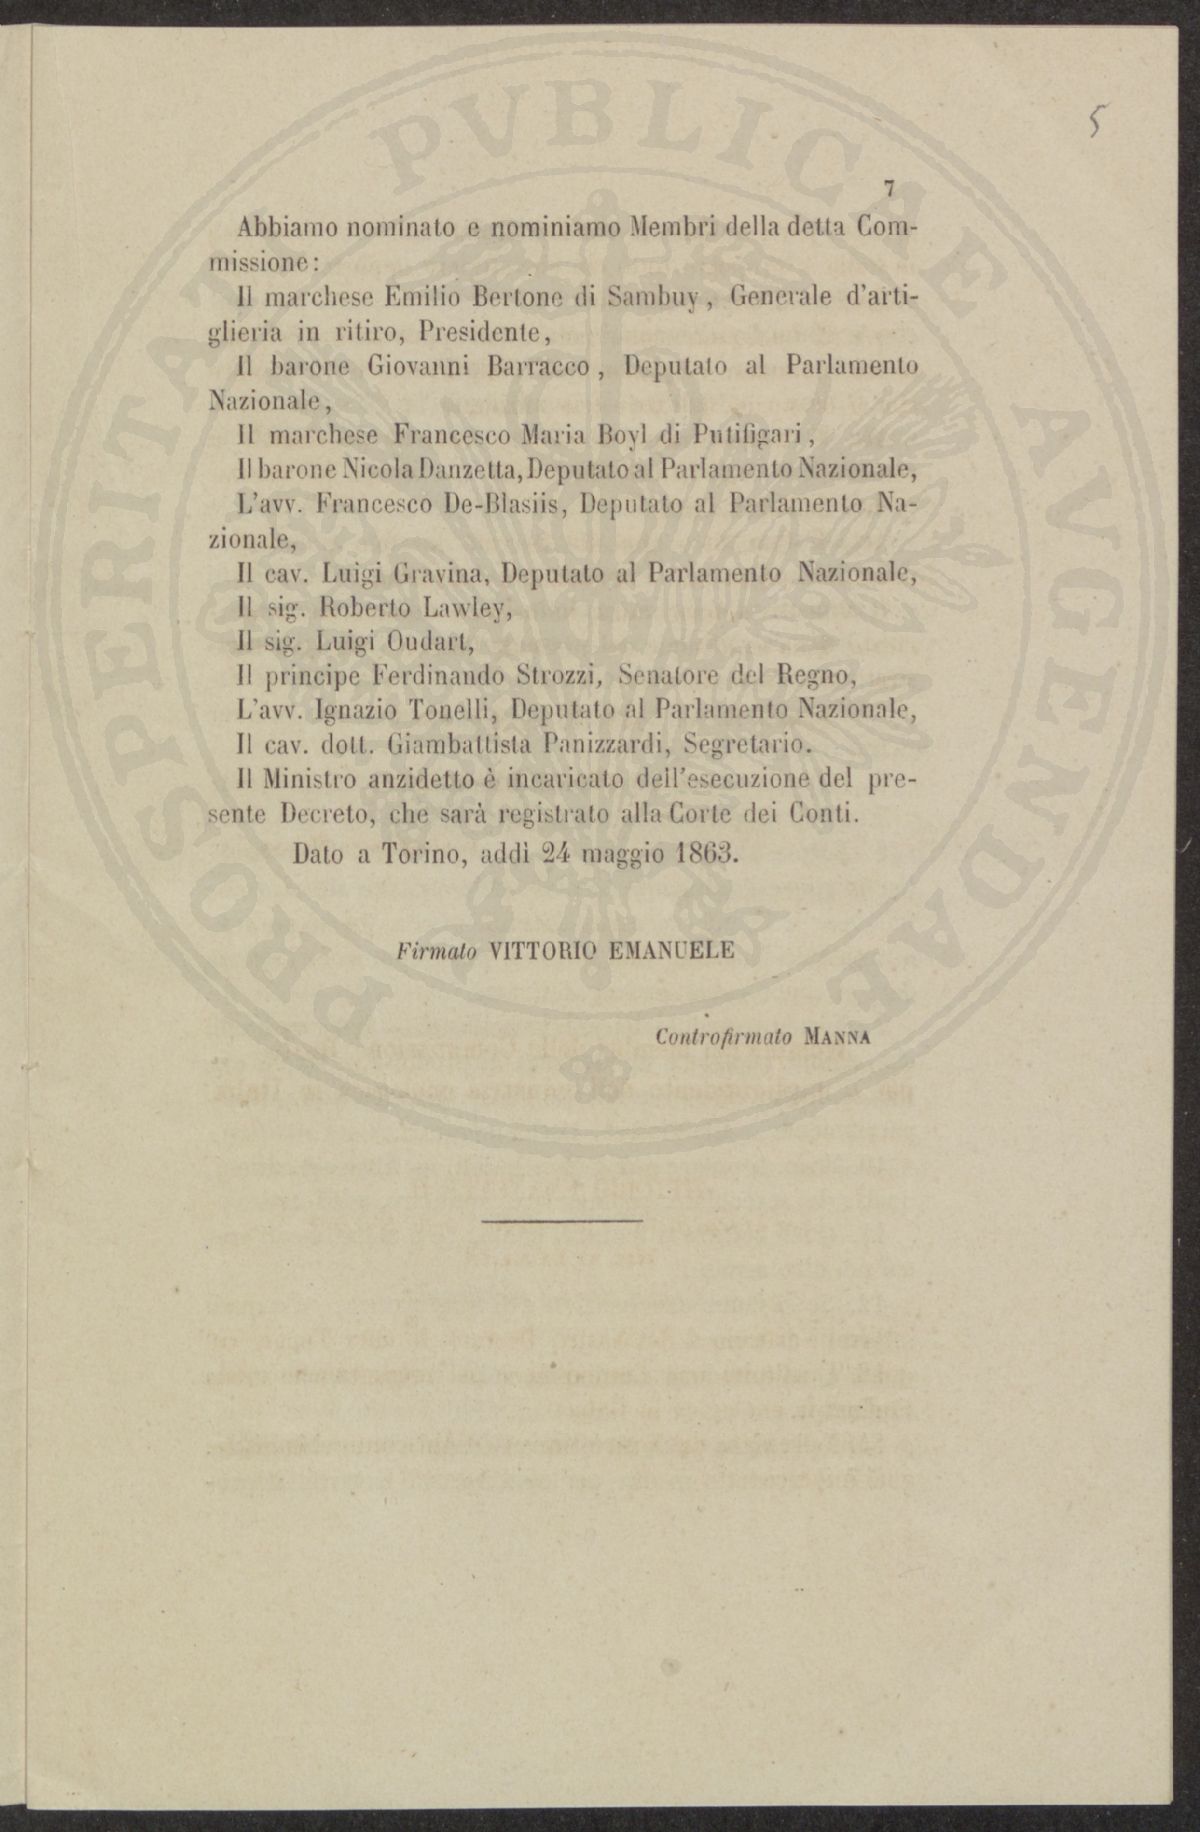 5
7
Abbiamo nominato e nominiamo Membri della detta Com-
missione:
Il marchese Emilio Bertone di Sambuy, Generale d'arti-
glieria in ritiro, Presidente,
Il barone Giovanni Barracco, Deputato al Parlamento
Nazionale,
Il marchese Francesco Maria Boyl di Putifigari,
Il barone Nicola Danzetta, Deputato al Parlamento Nazionale,
L'avv. Francesco De-Blasiis, Deputato al Parlamento Na-
zionale,
Il cav. Luigi Gravina, Deputato al Parlamento Nazionale,
Il sig. Roberto Lawley,
Il sig. Luigi Oudart,
Il principe Ferdinando Strozzi, Senatore del Regno,
L'avv. Ignazio Tonelli, Deputato al Parlamento Nazionale,
Il cav. dott. Giambattista Panizzardi, Segretario.
Il Ministro anzidetto è incaricato dell'esecuzione del pre-
sente Decreto, che sarà registrato alla Corte dei Conti.
Dato a Torino, addì 24 maggio 1863.
Firmato VITTORIO EMANUELE
Controfirmato MANNA
PROSPERITATI PVBLICAE AVGENDAE